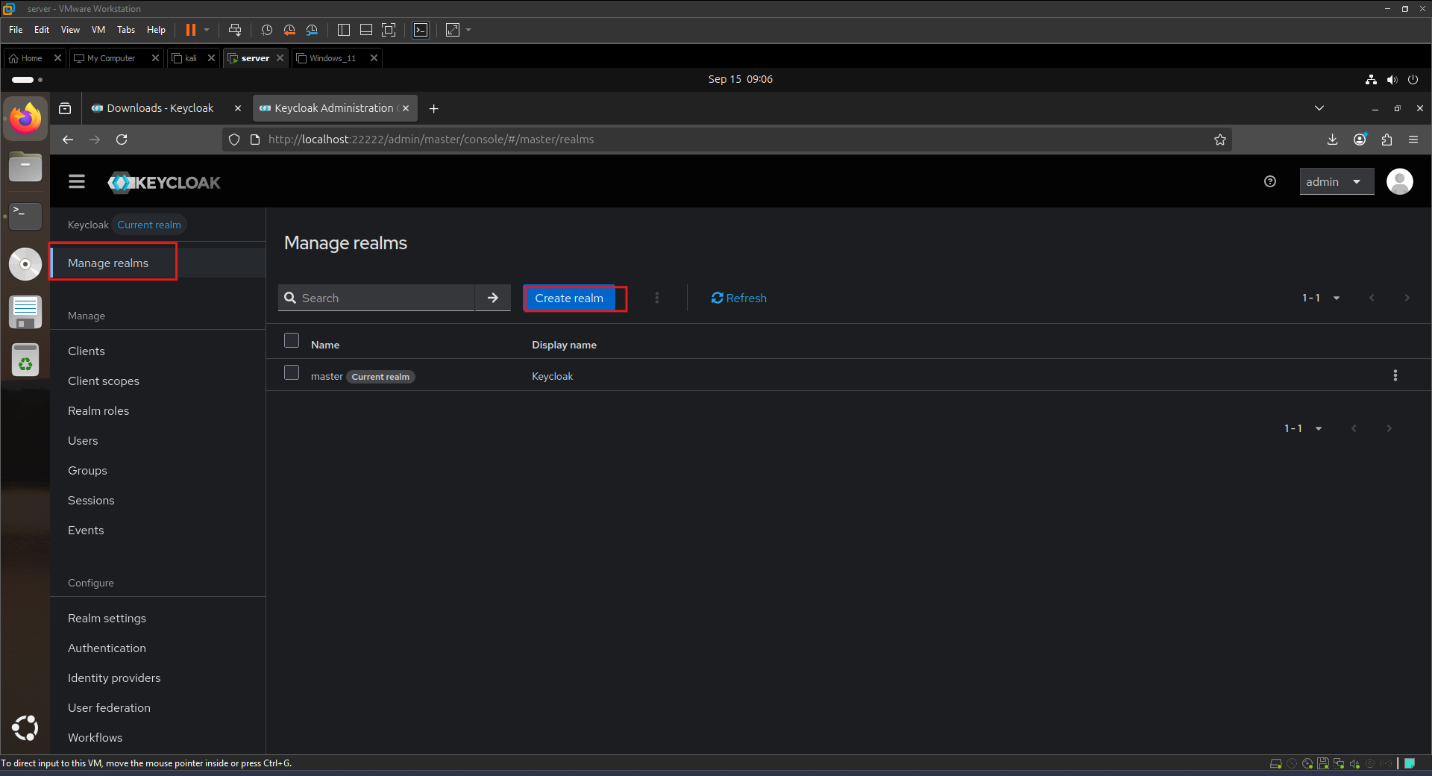 server - VMware Workstation
File Edit View VM Tabs Help
Home My Computer kali server Windows_11
Sep 15 09:06
Downloads - Keycloak Keycloak Administration C
http://localhost:22222/admin/master/console/#/master/realms
KEYCLOAK admin
Keycloak Current realm
Manage realms
Manage realms
Search Create realm Refresh 1-1
Manage
Name Display name
Clients
master Current realm Keycloak
Client scopes
Realm roles
1-1
Users
Groups
Sessions
Events
Configure
Realm settings
Authentication
Identity providers
User federation
Workflows
To direct input to this VM, move the mouse pointer inside or press Ctrl+G.